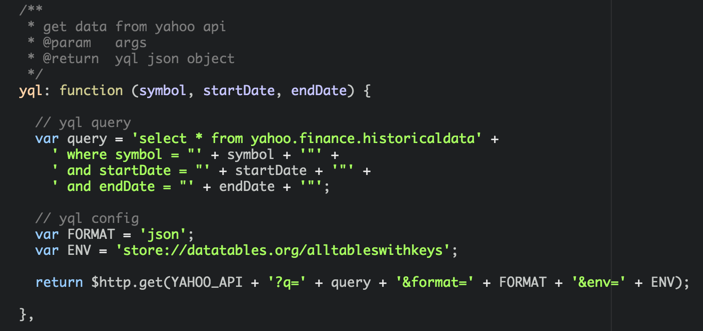 /**
 * get data from yahoo api
 * @param   args
 * @return  yql json object
 */
yql: function (symbol, startDate, endDate) {
// yql query
var query = 'select * from yahoo.finance.historicaldata' +
' where symbol = "' + symbol + '"' +
' and startDate = "' + startDate + '"' +
' and endDate = "' + endDate + '"';
// yql config
var FORMAT = 'json';
var ENV = 'store://datatables.org/alltableswithkeys';
return $http.get(YAHOO_API + '?q=' + query + '&format=' + FORMAT + '&env=' + ENV);
},